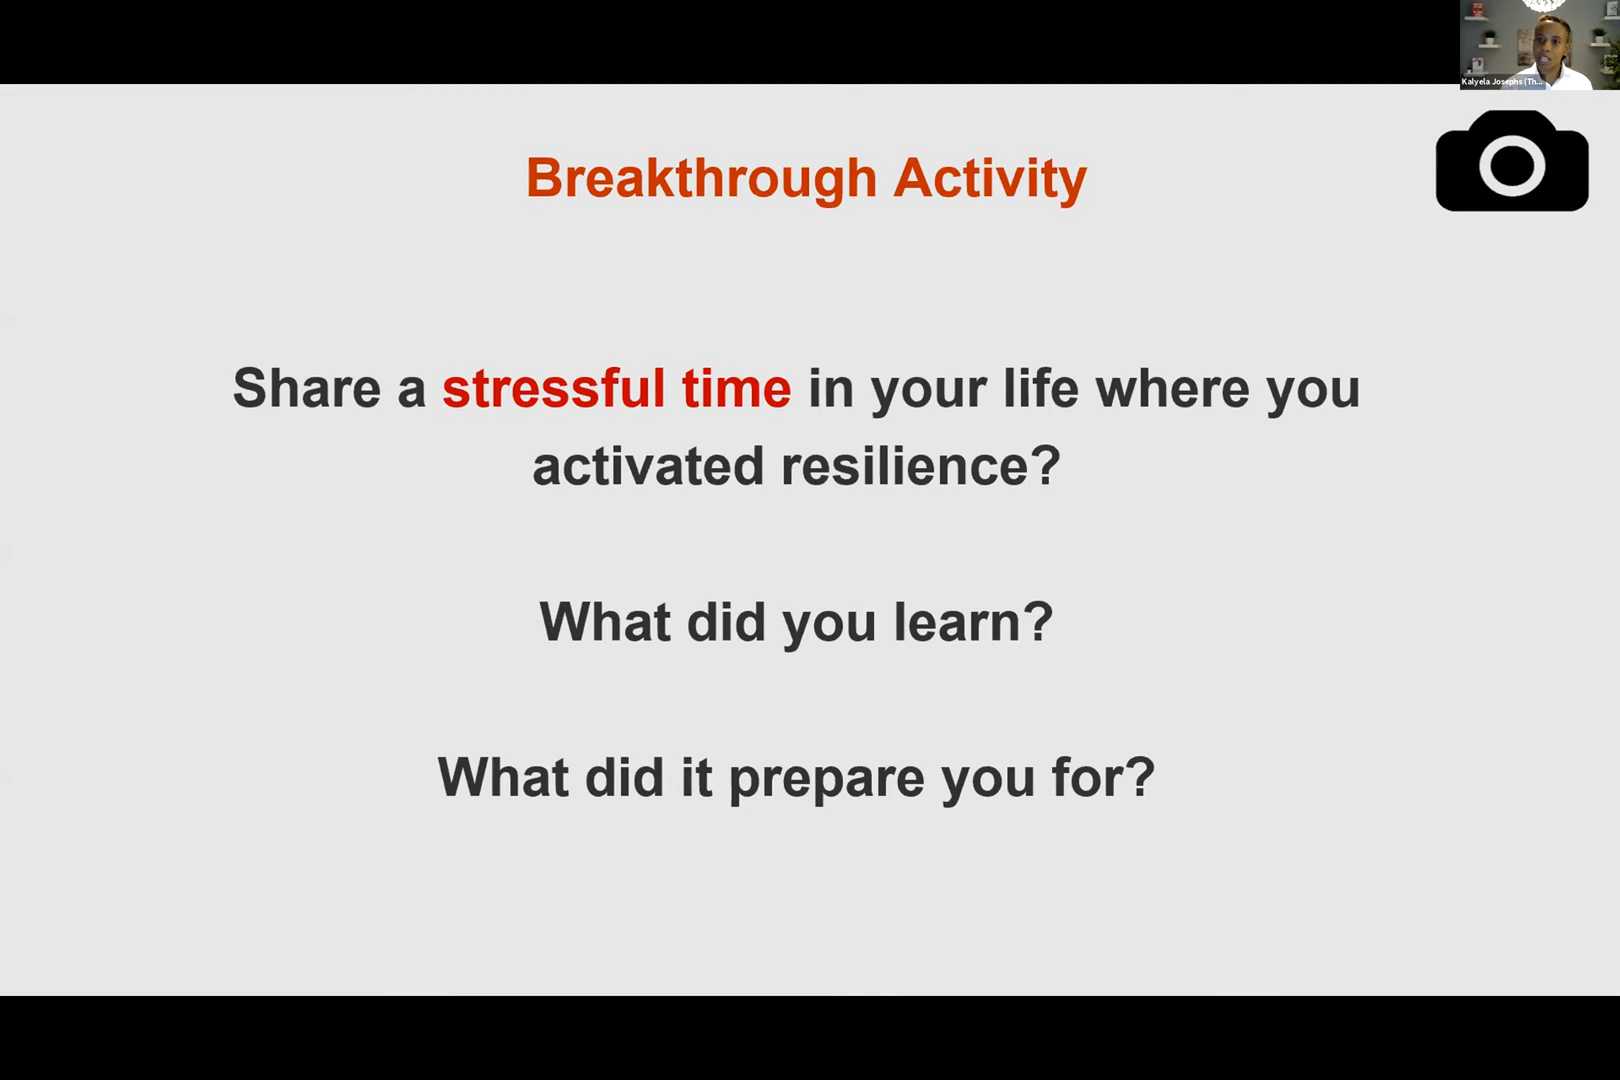 Kalyela Josephs (Th...
Breakthrough Activity
Share a stressful time in your life where you
activated resilience?
What did you learn?
What did it prepare you for?